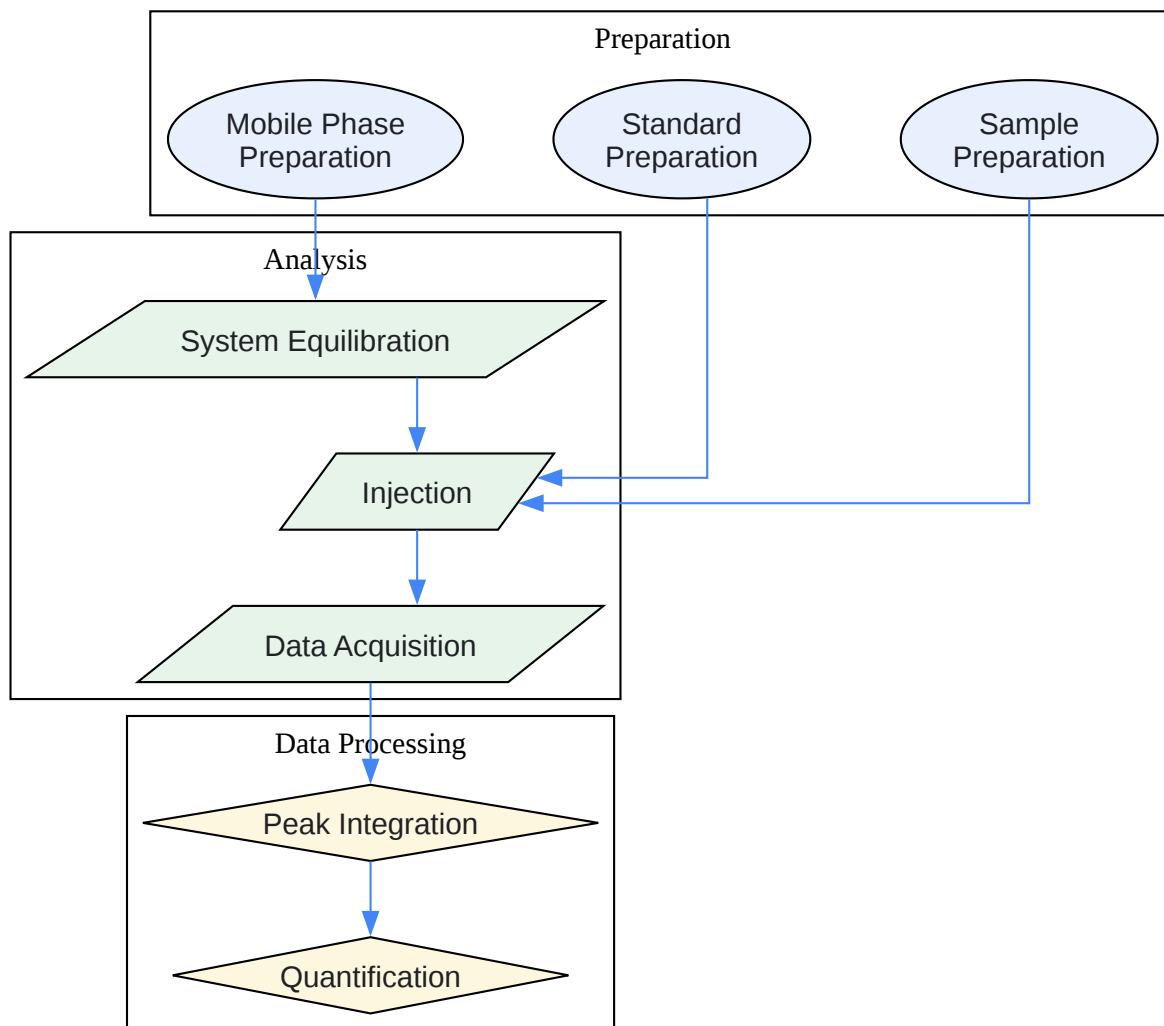 Preparation
Mobile Phase
Preparation
Standard
Preparation
Sample
Preparation
Analysis
System Equilibration
Injection
Data Acquisition
Data Processing
Peak Integration
Quantification